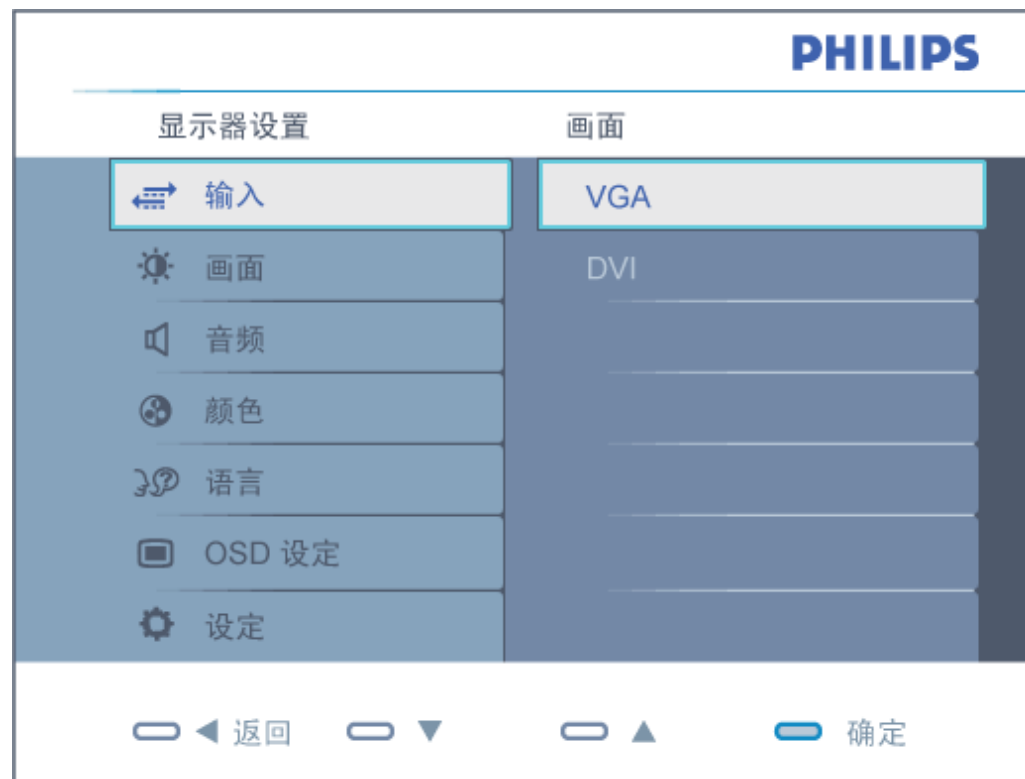 PHILIPS
显示器设置 画面
输入 VGA
画面 DVI
音频
颜色
语言
OSD 设定
设定
返回 确定